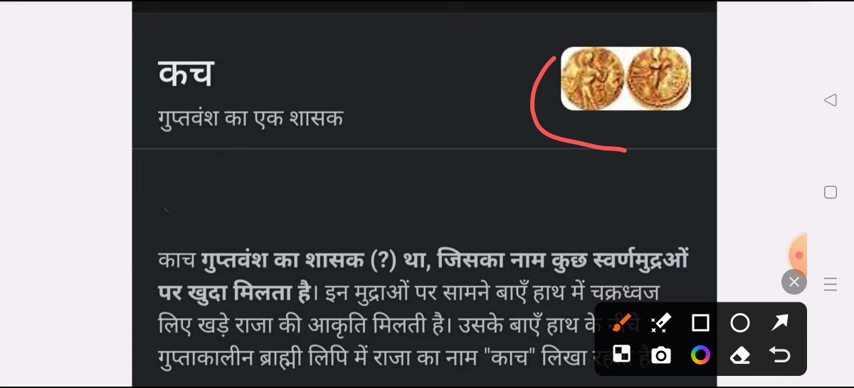 कच
गुप्तवंश का एक शासक
काच गुप्तवंश का शासक (?) था, जिसका नाम कुछ स्वर्णमुद्रओं
पर खुदा मिलता है। इन मुद्राओं पर सामने बाएँ हाथ में चक्रध्वज
लिए खड़े राजा की आकृति मिलती है। उसके बाएँ हाथ के नीचे
गुप्ताकालीन ब्राह्मी लिपि में राजा का नाम "काच" लिखा